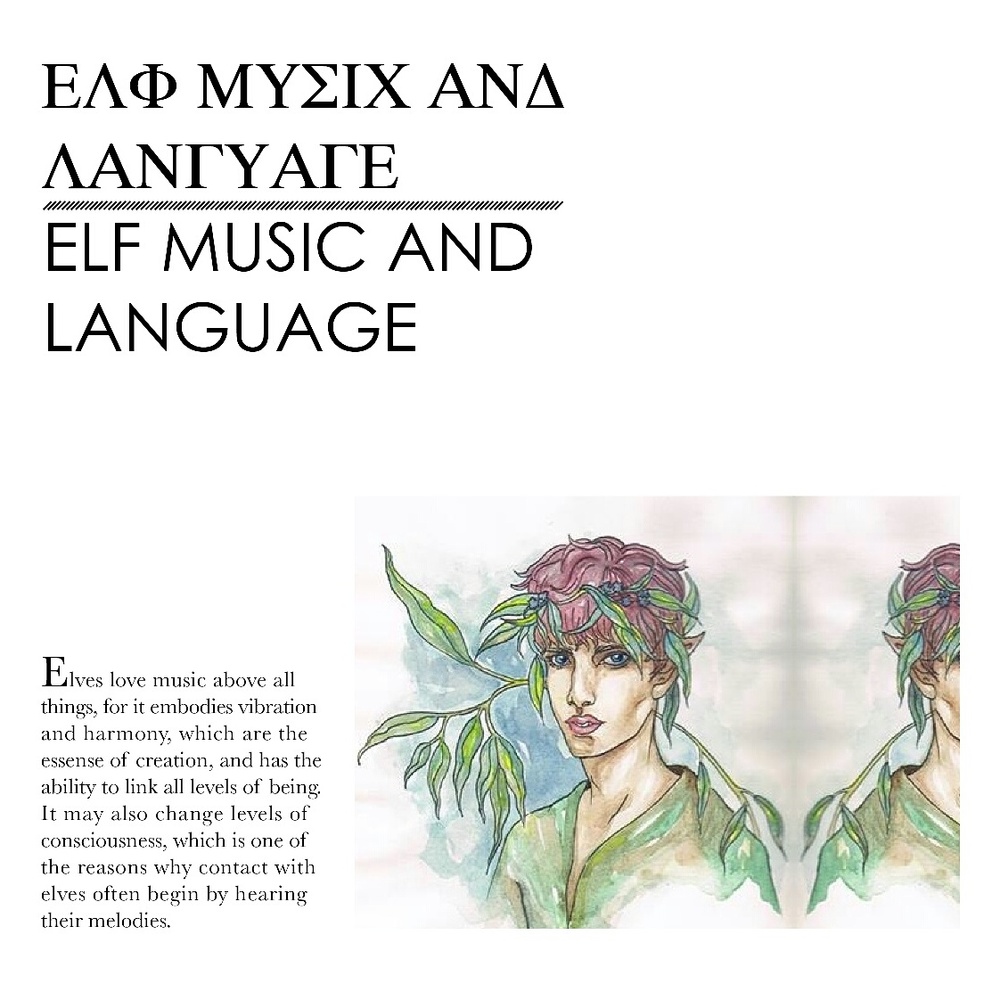 ΕΛΦ ΜΥΣΙΧ ΑΝΔ
ΛΑΝΓΥΑΓΕ
ELF MUSIC AND
LANGUAGE
Elves love music above all
things, for it embodies vibration
and harmony, which are the
essense of creation, and has the
ability to link all levels of being.
It may also change levels of
consciousness, which is one of
the reasons why contact with
elves often begin by hearing
their melodies.